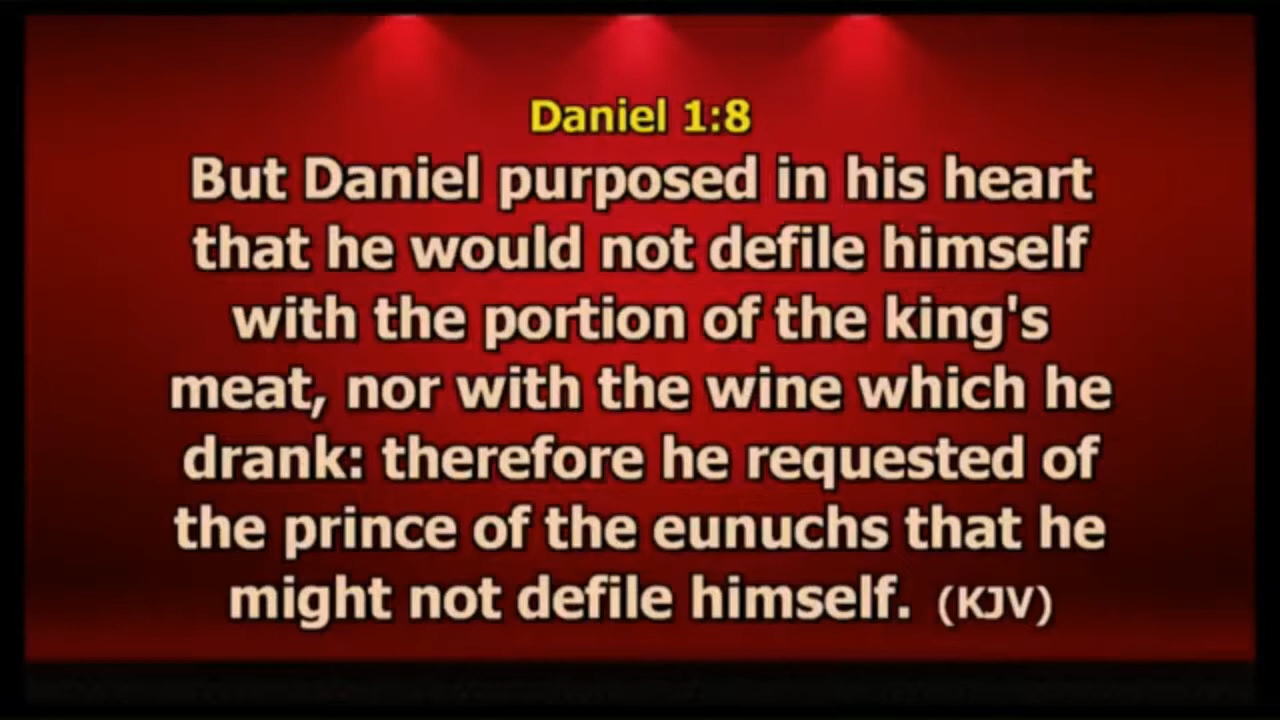 Daniel 1:8
But Daniel purposed in his heart
that he would not defile himself
with the portion of the king's
meat, nor with the wine which he
drank: therefore he requested of
the prince of the eunuchs that he
might not defile himself. (KJV)